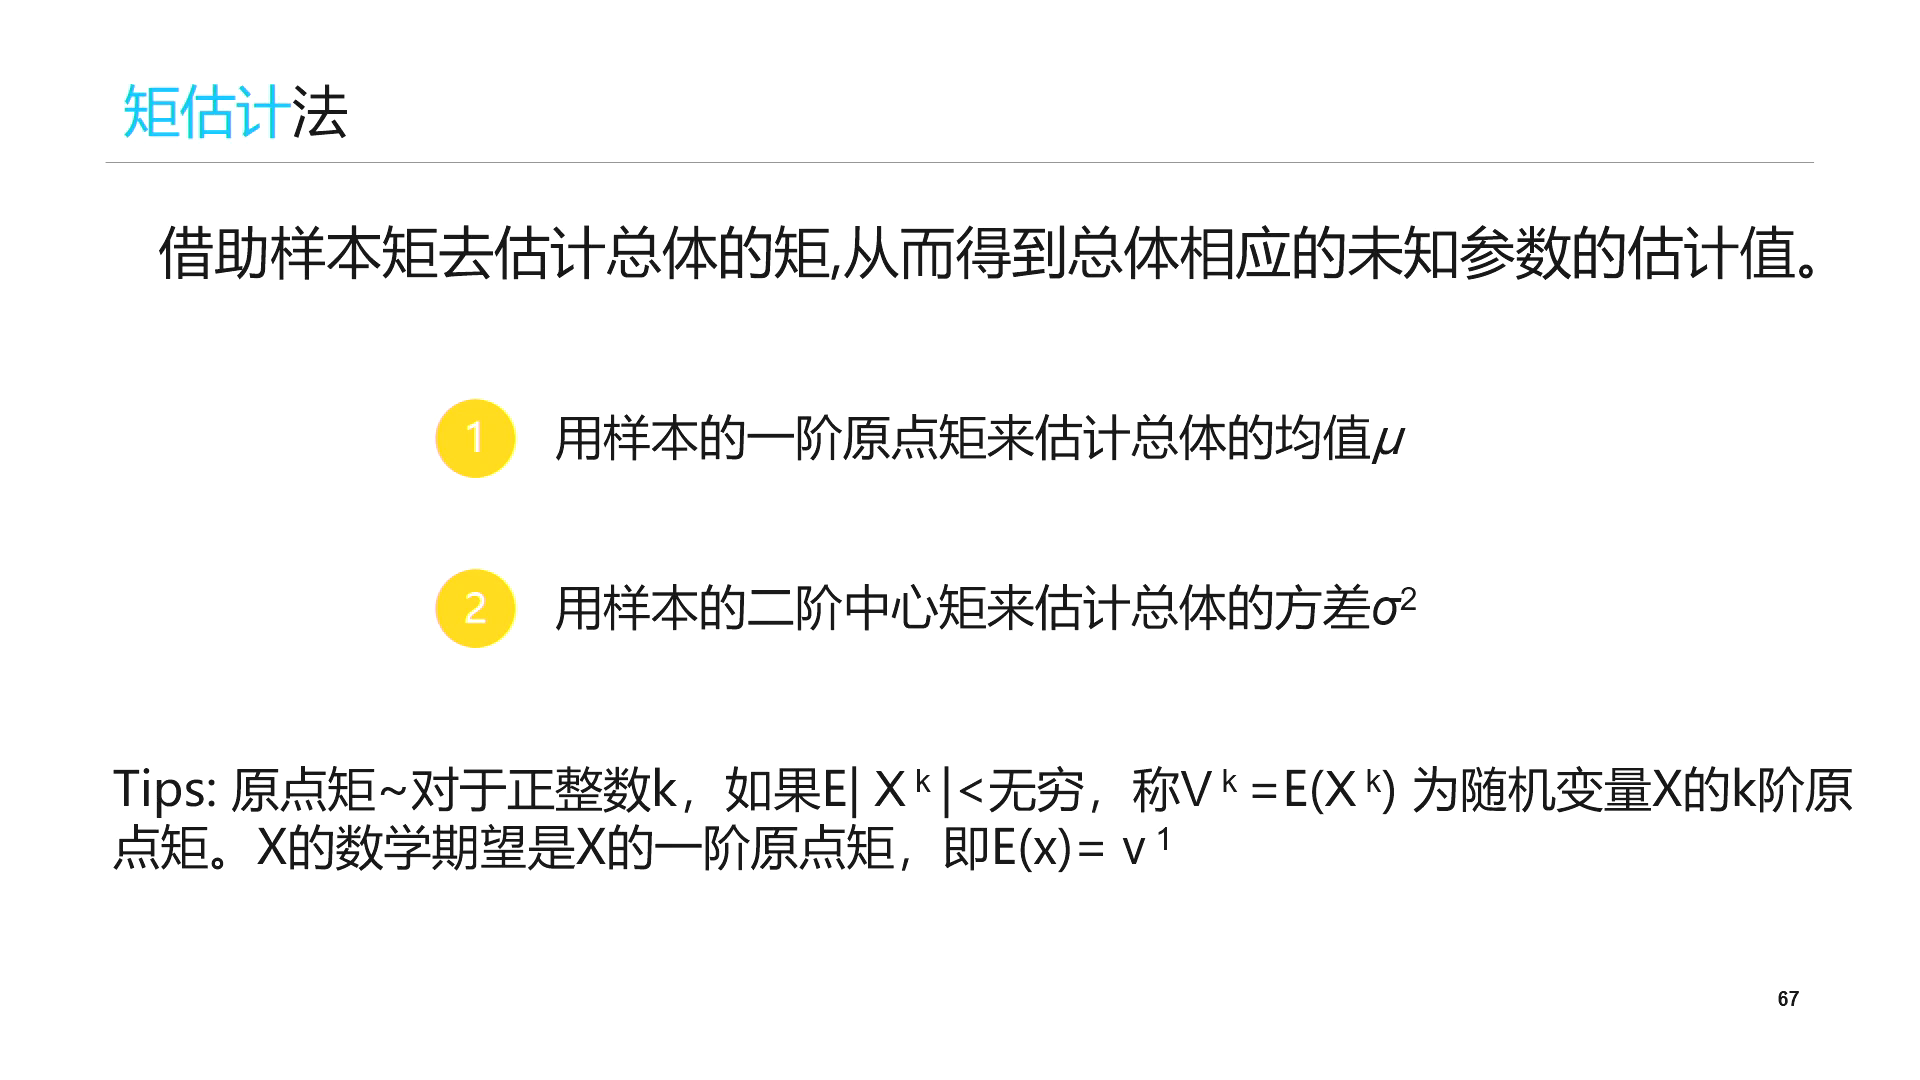 矩估计法
借助样本矩去估计总体的矩,从而得到总体相应的未知参数的估计值。
1 用样本的一阶原点矩来估计总体的均值μ
2 用样本的二阶中心矩来估计总体的方差σ²
Tips: 原点矩~对于正整数k，如果E| X ᵏ |<无穷，称V ᵏ =E(X ᵏ) 为随机变量X的k阶原
点矩。X的数学期望是X的一阶原点矩，即E(x)= v ¹
67